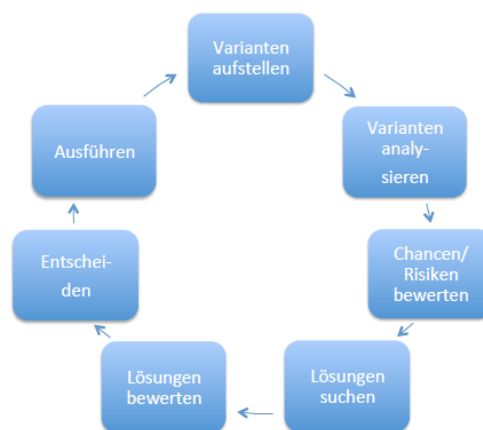 Varianten
aufstellen
Varianten
analy-
sieren
Chancen/
Risiken
bewerten
Lösungen
suchen
Lösungen
bewerten
Entschei-
den
Ausführen